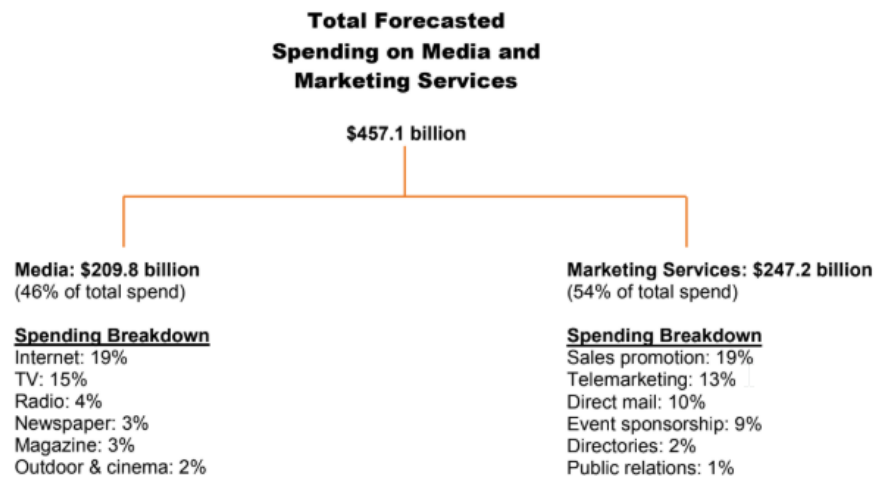 Total Forecasted
Spending on Media and
Marketing Services
$457.1 billion
Media: $209.8 billion
(46% of total spend)
Spending Breakdown
Internet: 19%
TV: 15%
Radio: 4%
Newspaper: 3%
Magazine: 3%
Outdoor & cinema: 2%
Marketing Services: $247.2 billion
(54% of total spend)
Spending Breakdown
Sales promotion: 19%
Telemarketing: 13%
Direct mail: 10%
Event sponsorship: 9%
Directories: 2%
Public relations: 1%